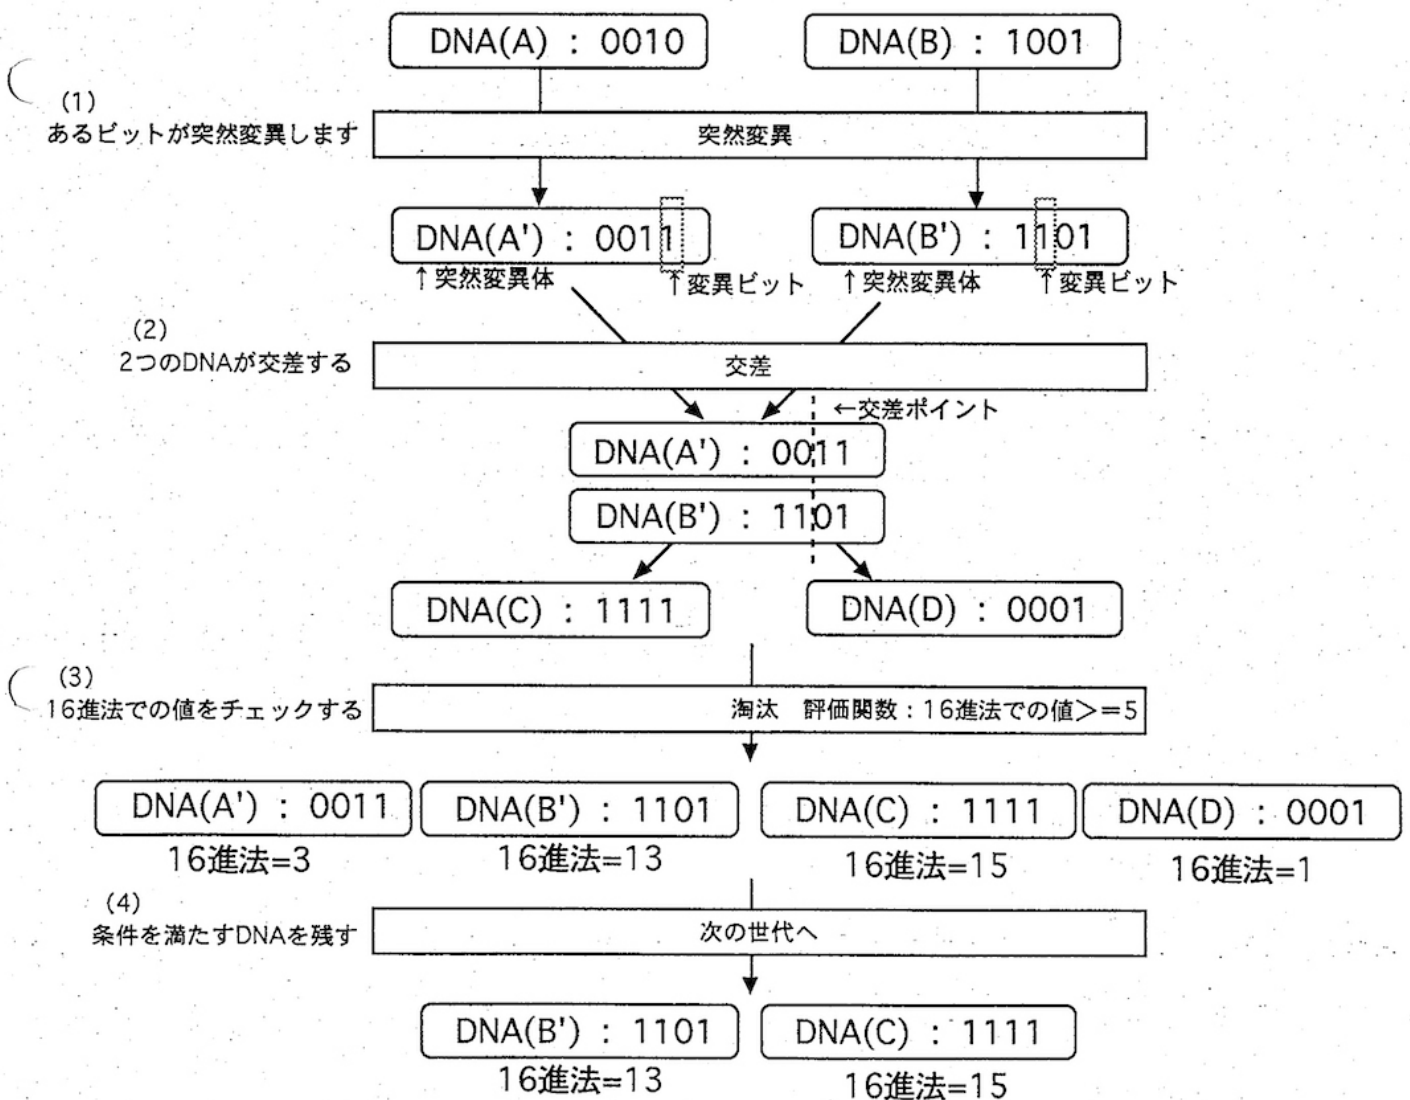 DNA(A) : 0010
DNA(B) : 1001
(1)
あるビットが突然変異します
突然変異
DNA(A') : 0011
DNA(B') : 1101
↑突然変異体
↑変異ビット
↑突然変異体
↑変異ビット
(2)
2つのDNAが交差する
交差
←交差ポイント
DNA(A') : 0011
DNA(B') : 1101
DNA(C) : 1111
DNA(D) : 0001
(3)
16進法での値をチェックする
淘汰 評価関数：16進法での値＞＝5
DNA(A') : 0011
DNA(B') : 1101
DNA(C) : 1111
DNA(D) : 0001
16進法=3
16進法=13
16進法=15
16進法=1
(4)
条件を満たすDNAを残す
次の世代へ
DNA(B') : 1101
DNA(C) : 1111
16進法=13
16進法=15